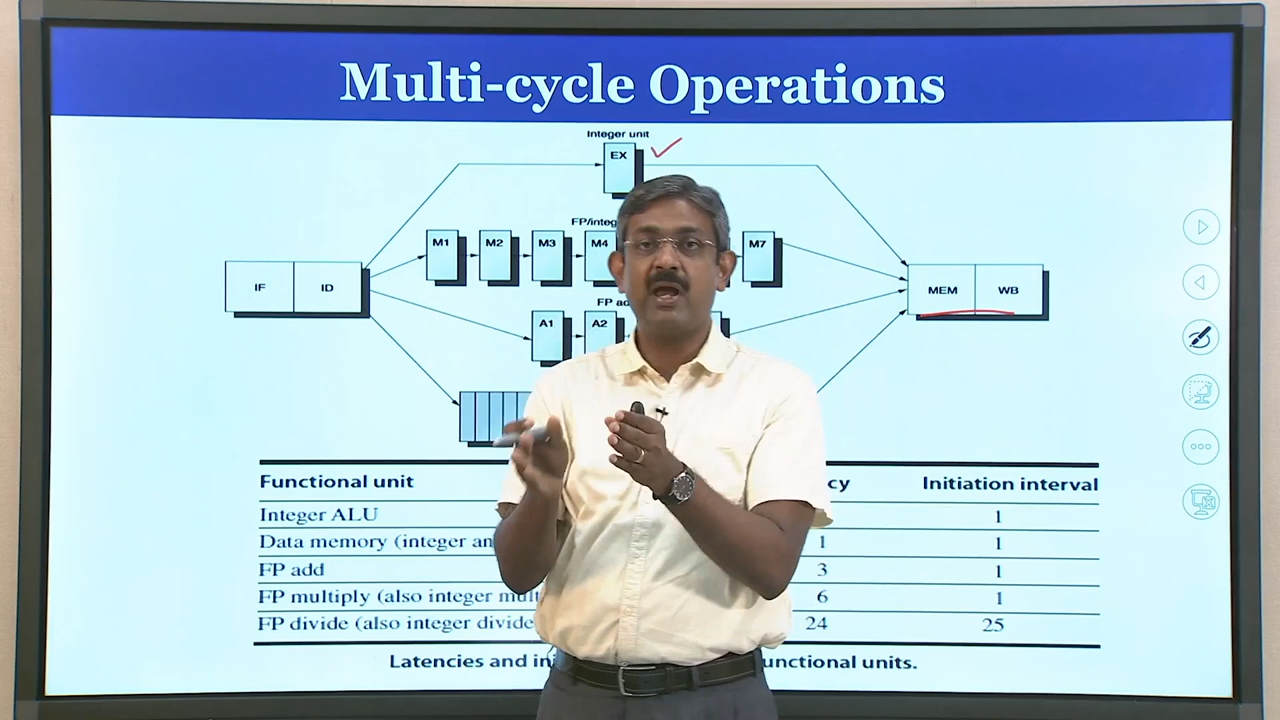 Multi-cycle Operations
Integer unit
EX
FP/integ
M1 M2 M3 M4 M7
IF ID
MEM WB
FP ad
A1 A2
Functional unit cy Initiation interval
Integer ALU 1
Data memory (integer an 1 1
FP add 3 1
FP multiply (also integer mult 6 1
FP divide (also integer divide 24 25
Latencies and ini unctional units.